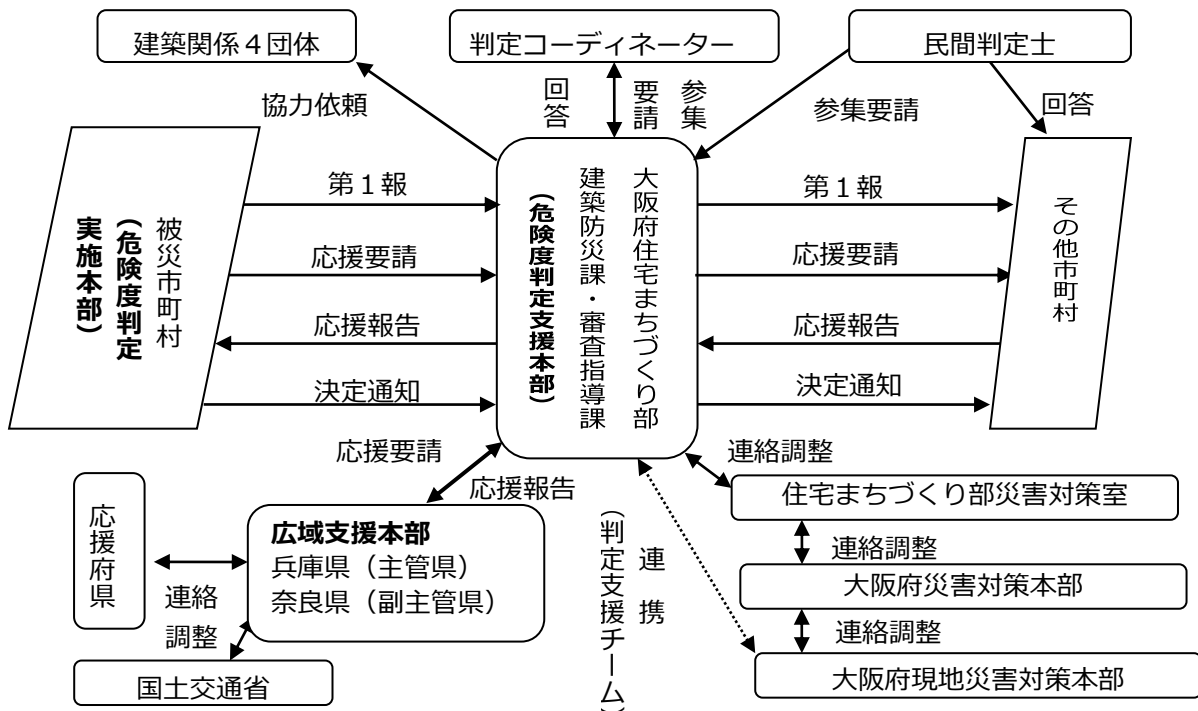 建築関係４団体
判定コーディネーター
民間判定士
協力依頼
回答
参集
要請
参集要請
回答
被災市町村
（危険度判定
実施本部）
第１報
応援要請
応援報告
決定通知
大阪府住宅まちづくり部
建築防災課・審査指導課
（危険度判定支援本部）
第１報
応援要請
応援報告
決定通知
その他市町村
応援要請
応援報告
連絡調整
応援府県
連絡
調整
広域支援本部
兵庫県（主管県）
奈良県（副主管県）
国土交通省
連携
（判定支援チーム）
住宅まちづくり部災害対策室
連絡調整
大阪府災害対策本部
連絡調整
大阪府現地災害対策本部